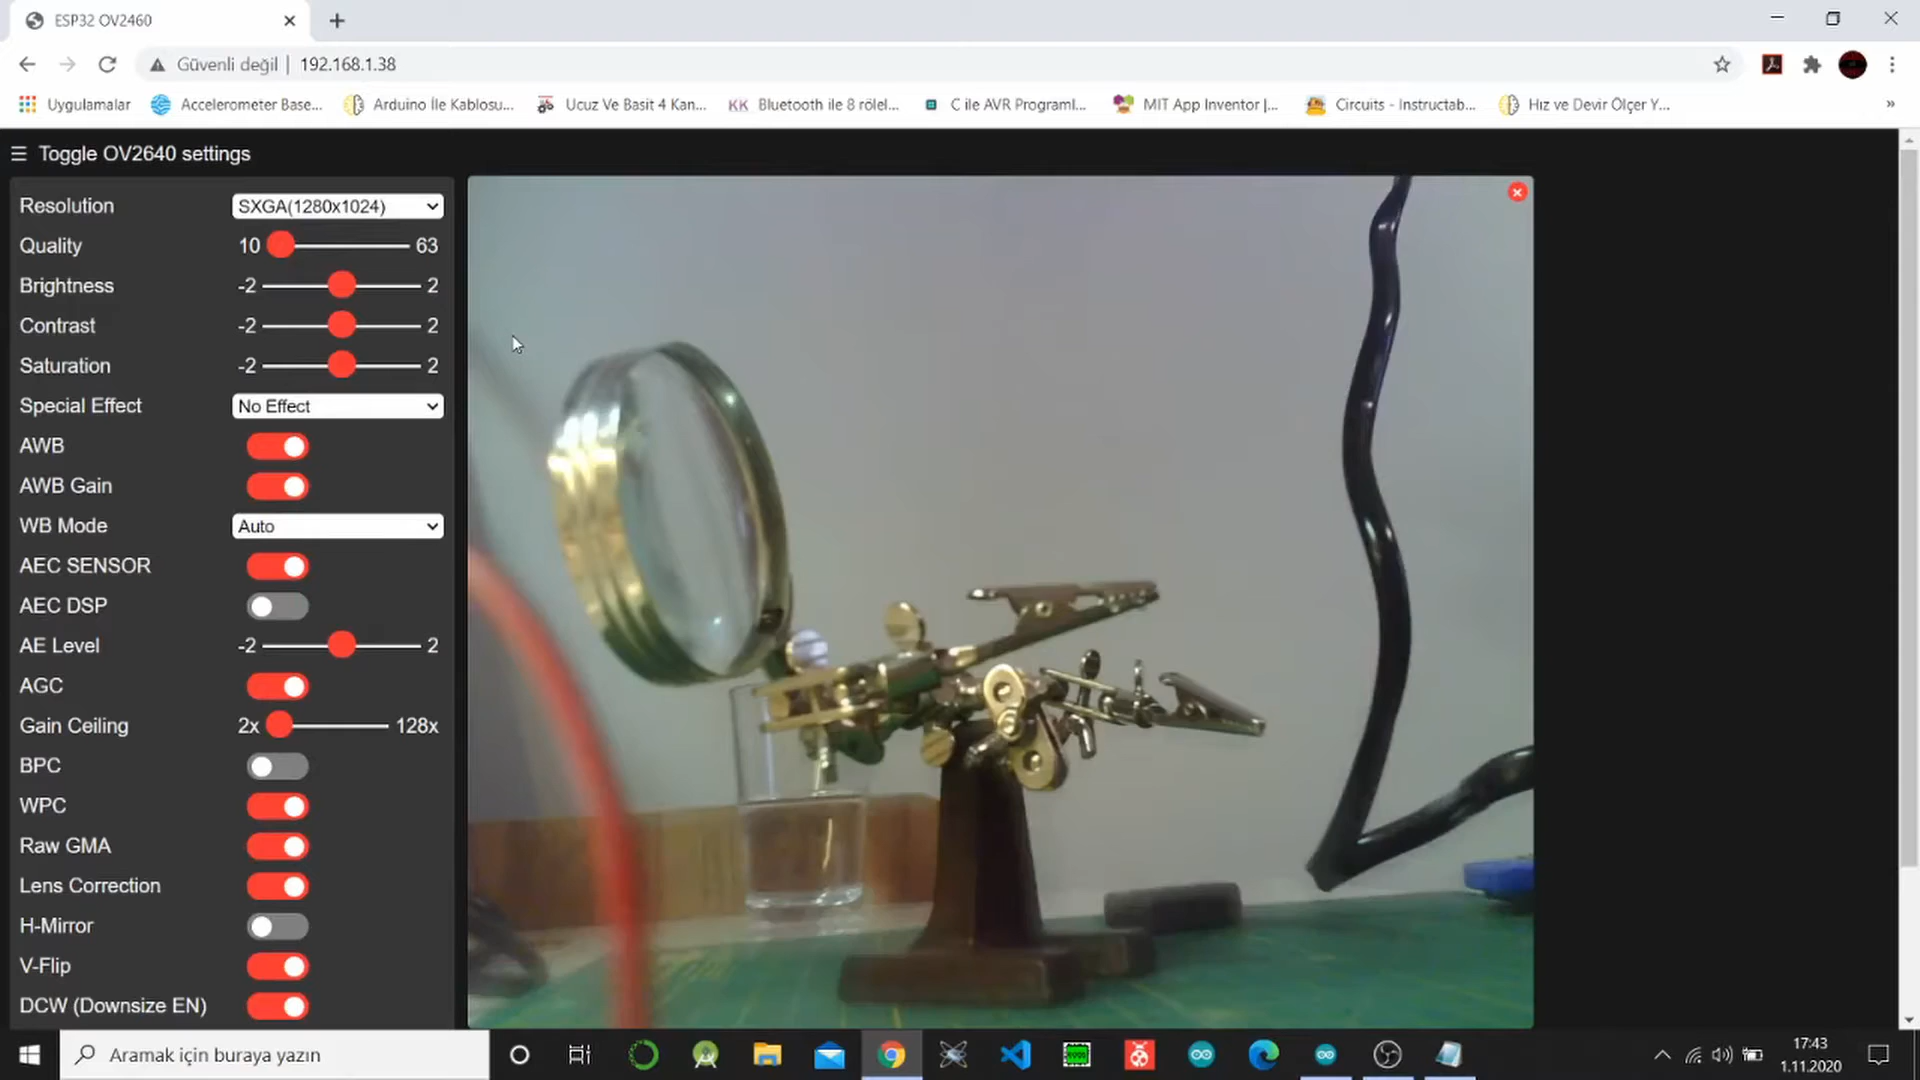 ESP32 OV2460
Güvenli değil | 192.168.1.38
Uygulamalar Accelerometer Base... Arduino İle Kablosu... Ucuz Ve Basit 4 Kan... KK Bluetooth ile 8 rölel... C ile AVR Programl... MIT App Inventor |... Circuits - Instructab... Hız ve Devir Ölçer Y... »
☰ Toggle OV2640 settings
Resolution SXGA(1280x1024)
Quality 10 63
Brightness -2 2
Contrast -2 2
Saturation -2 2
Special Effect No Effect
AWB
AWB Gain
WB Mode Auto
AEC SENSOR
AEC DSP
AE Level -2 2
AGC
Gain Ceiling 2x 128x
BPC
WPC
Raw GMA
Lens Correction
H-Mirror
V-Flip
DCW (Downsize EN)
Aramak için buraya yazın
17:43
1.11.2020